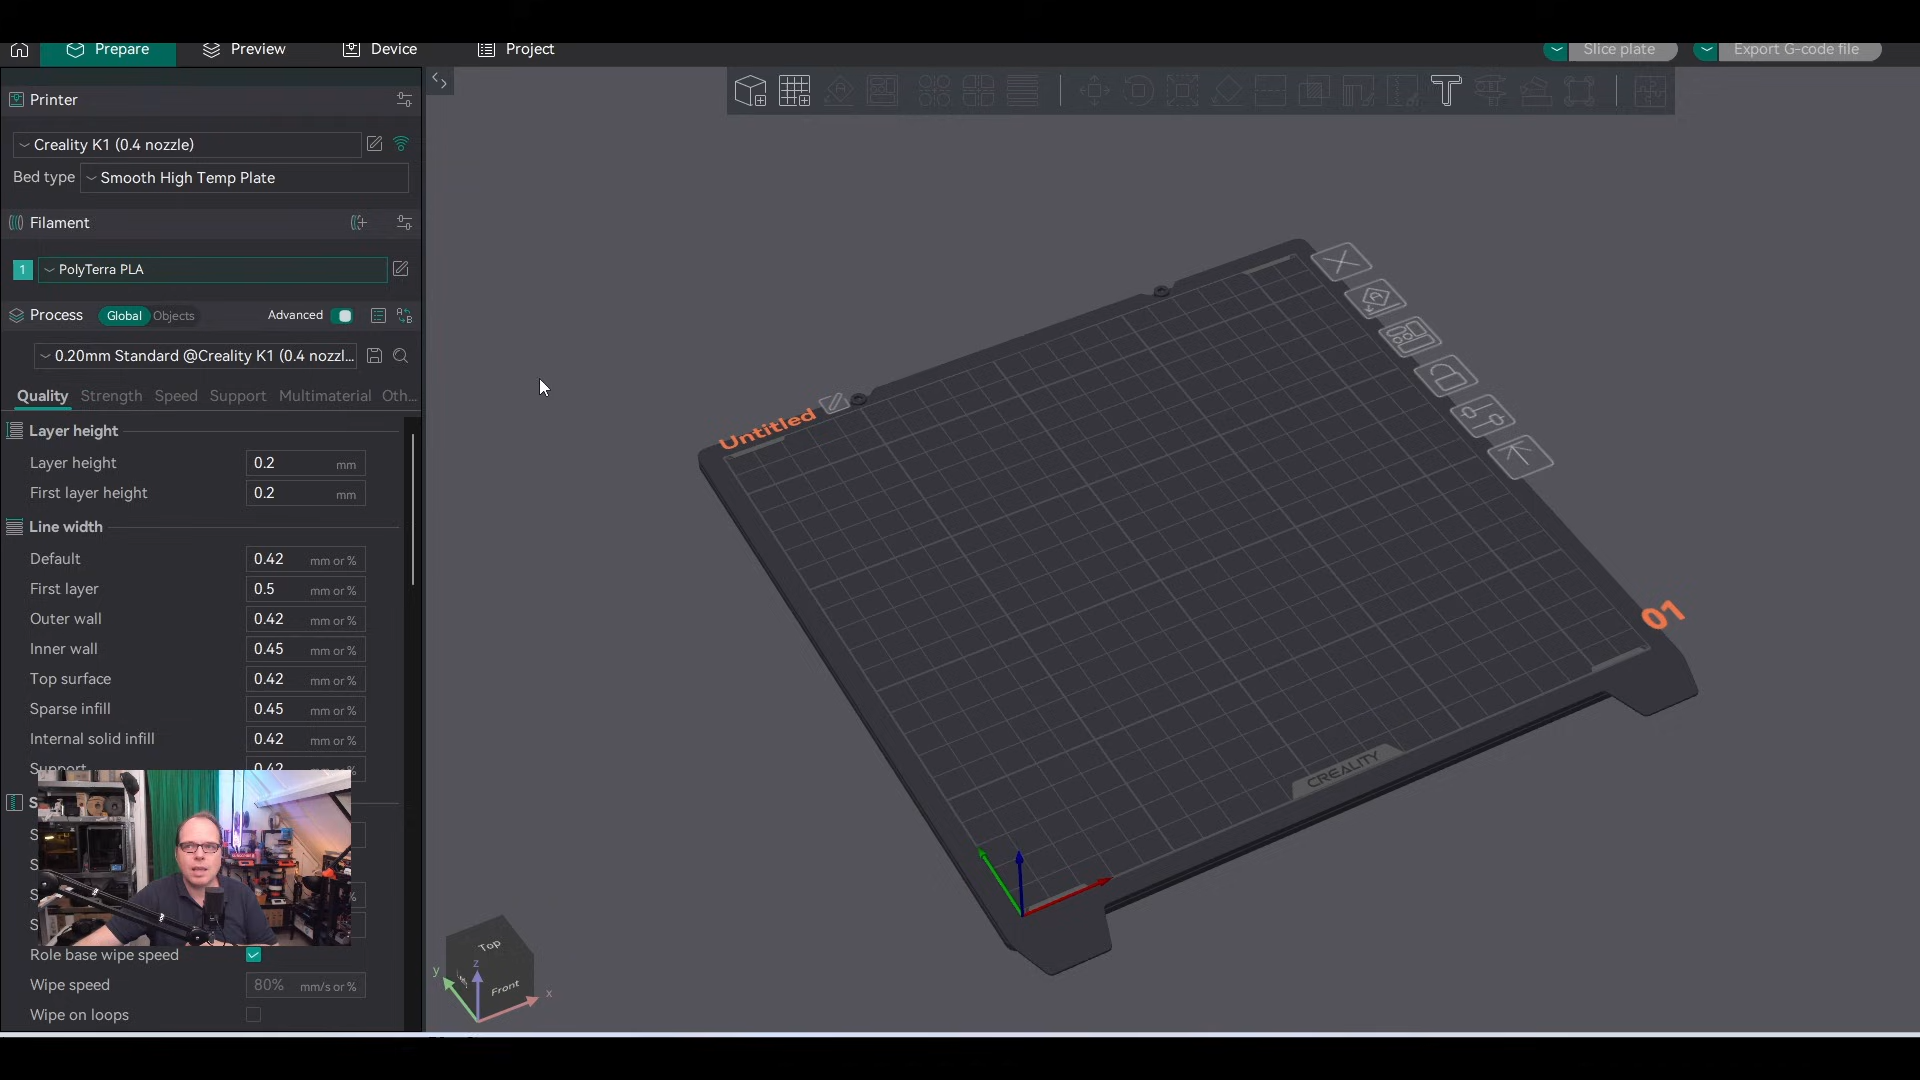 Prepare
Preview
Device
Project
Slice plate
Export G-code file
Printer
Creality K1 (0.4 nozzle)
Bed type
Smooth High Temp Plate
Filament
1
PolyTerra PLA
Process
Global
Objects
Advanced
0.20mm Standard @Creality K1 (0.4 nozzl...
Quality
Strength
Speed
Support
Multimaterial
Oth...
Layer height
Layer height 0.2 mm
First layer height 0.2 mm
Line width
Default 0.42 mm or %
First layer 0.5 mm or %
Outer wall 0.42 mm or %
Inner wall 0.45 mm or %
Top surface 0.42 mm or %
Sparse infill 0.45 mm or %
Internal solid infill 0.42 mm or %
Support 0.42
S
S
S
S
%
S
Role base wipe speed
Wipe speed 80% mm/s or %
Wipe on loops
Untitled
01
CREALITY
Top
Front
z
y
x